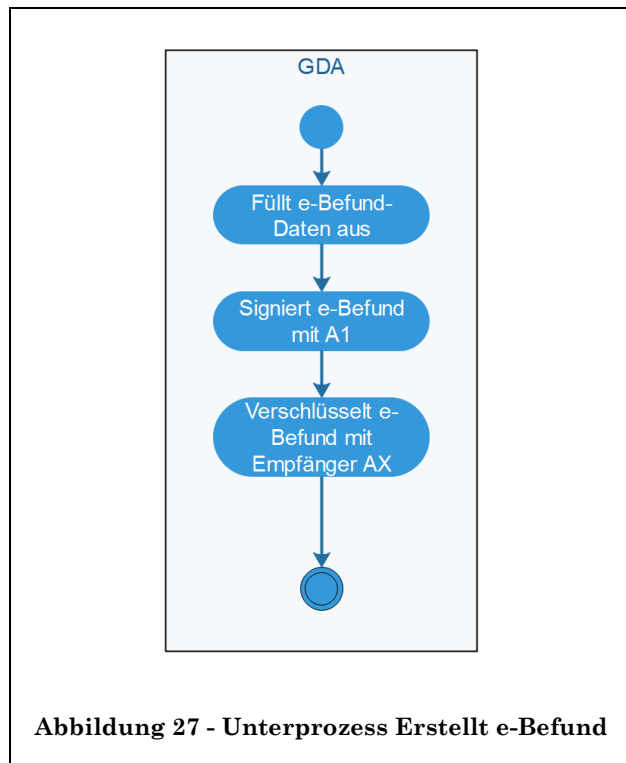 GDA
Füllt e-Befund-
Daten aus
Signiert e-Befund
mit A1
Verschlüsselt e-
Befund mit
Empfänger AX
Abbildung 27 - Unterprozess Erstellt e-Befund